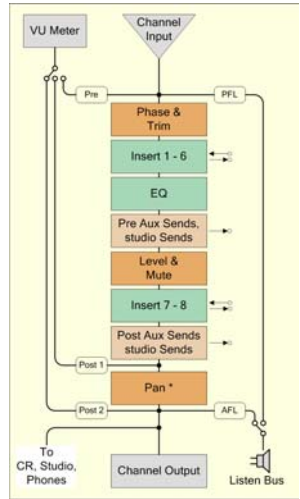 VU Meter
Channel
Input
Pre
PFL
Phase &
Trim
Insert 1 - 6
EQ
Pre Aux Sends,
studio Sends
Level &
Mute
Insert 7 - 8
Post Aux Sends
studio Sends
Post 1
Pan *
Post 2
AFL
To
CR, Studio,
Phones
Channel Output
Listen Bus